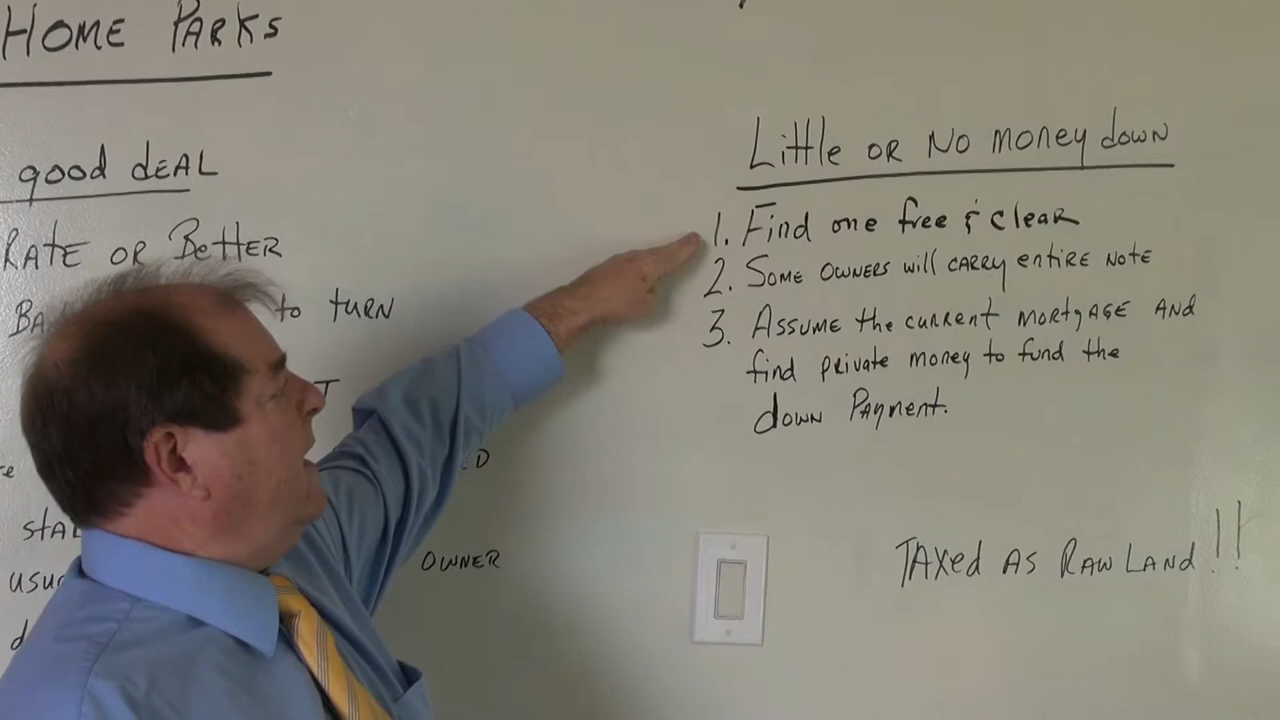 Home Parks
good deal
Rate or Better
to turn
owner
Little or No money down
1. Find one free & clear
2. Some owners will carry entire note
3. Assume the current mortgage and
find private money to fund the
down Payment.
Taxed as Raw Land!!